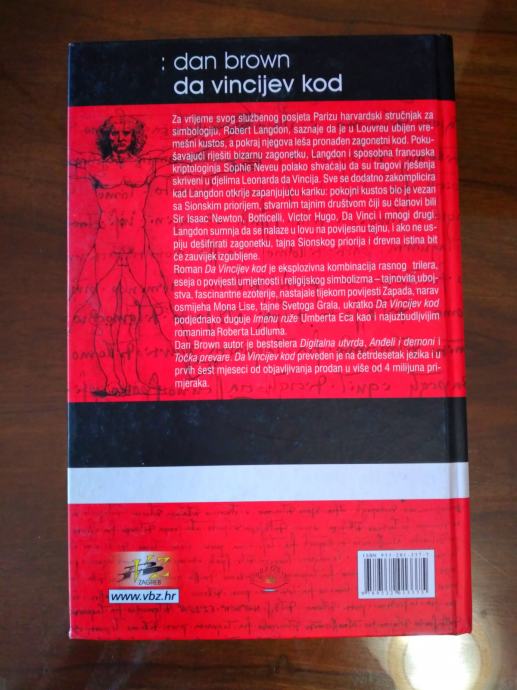 : dan brown
da vincijev kod
Za vrijeme svog službenog posjeta Parizu harvardski stručnjak za
simbologiju, Robert Langdon, saznaje da je u Louvreu ubijen vre-
mešni kustos, a pokraj njegova leša pronađen zagonetni kod. Poku-
šavajući riješiti bizarnu zagonetku, Langdon i sposobna francuska
kriptologinja Sophie Neveu polako shvaćaju da su tragovi rješenja
skriveni u djelima Leonarda da Vincija. Sve se dodatno zakomplicira
kad Langdon otkrije zapanjujuću kariku: pokojni kustos bio je vezan
sa Sionskim priorijem, stvarnim tajnim društvom čiji su članovi bili
Sir Isaac Newton, Botticelli, Victor Hugo, Da Vinci i mnogi drugi.
Langdon sumnja da se nalaze u lovu na povijesnu tajnu, i ako ne us-
piju dešifrirati zagonetku, tajna Sionskog priorija i drevna istina bit
će zauvijek izgubljene.
Roman Da Vincijev kod je eksplozivna kombinacija rasnog trilera,
eseja o povijesti umjetnosti i religijskog simbolizma – tajnovita uboj-
stva, fascinantne ezoterije, nastajale tijekom povijesti Zapada, narav
osmijeha Mona Lise, tajne Svetoga Grala, ukratko Da Vincijev kod
podjednako duguje Imenu ruže Umberta Eca kao i najuzbudljivijim
romanima Roberta Ludluma.
Dan Brown autor je bestselera Digitalna utvrda, Anđeli i demoni i
Točka prevare. Da Vincijev kod preveden je na četrdesetak jezika i u
prvih šest mjeseci od objavljivanja prodan u više od 4 milijuna pri-
mjeraka.
VBZ
ZAGREB
www.vbz.hr
ISBN